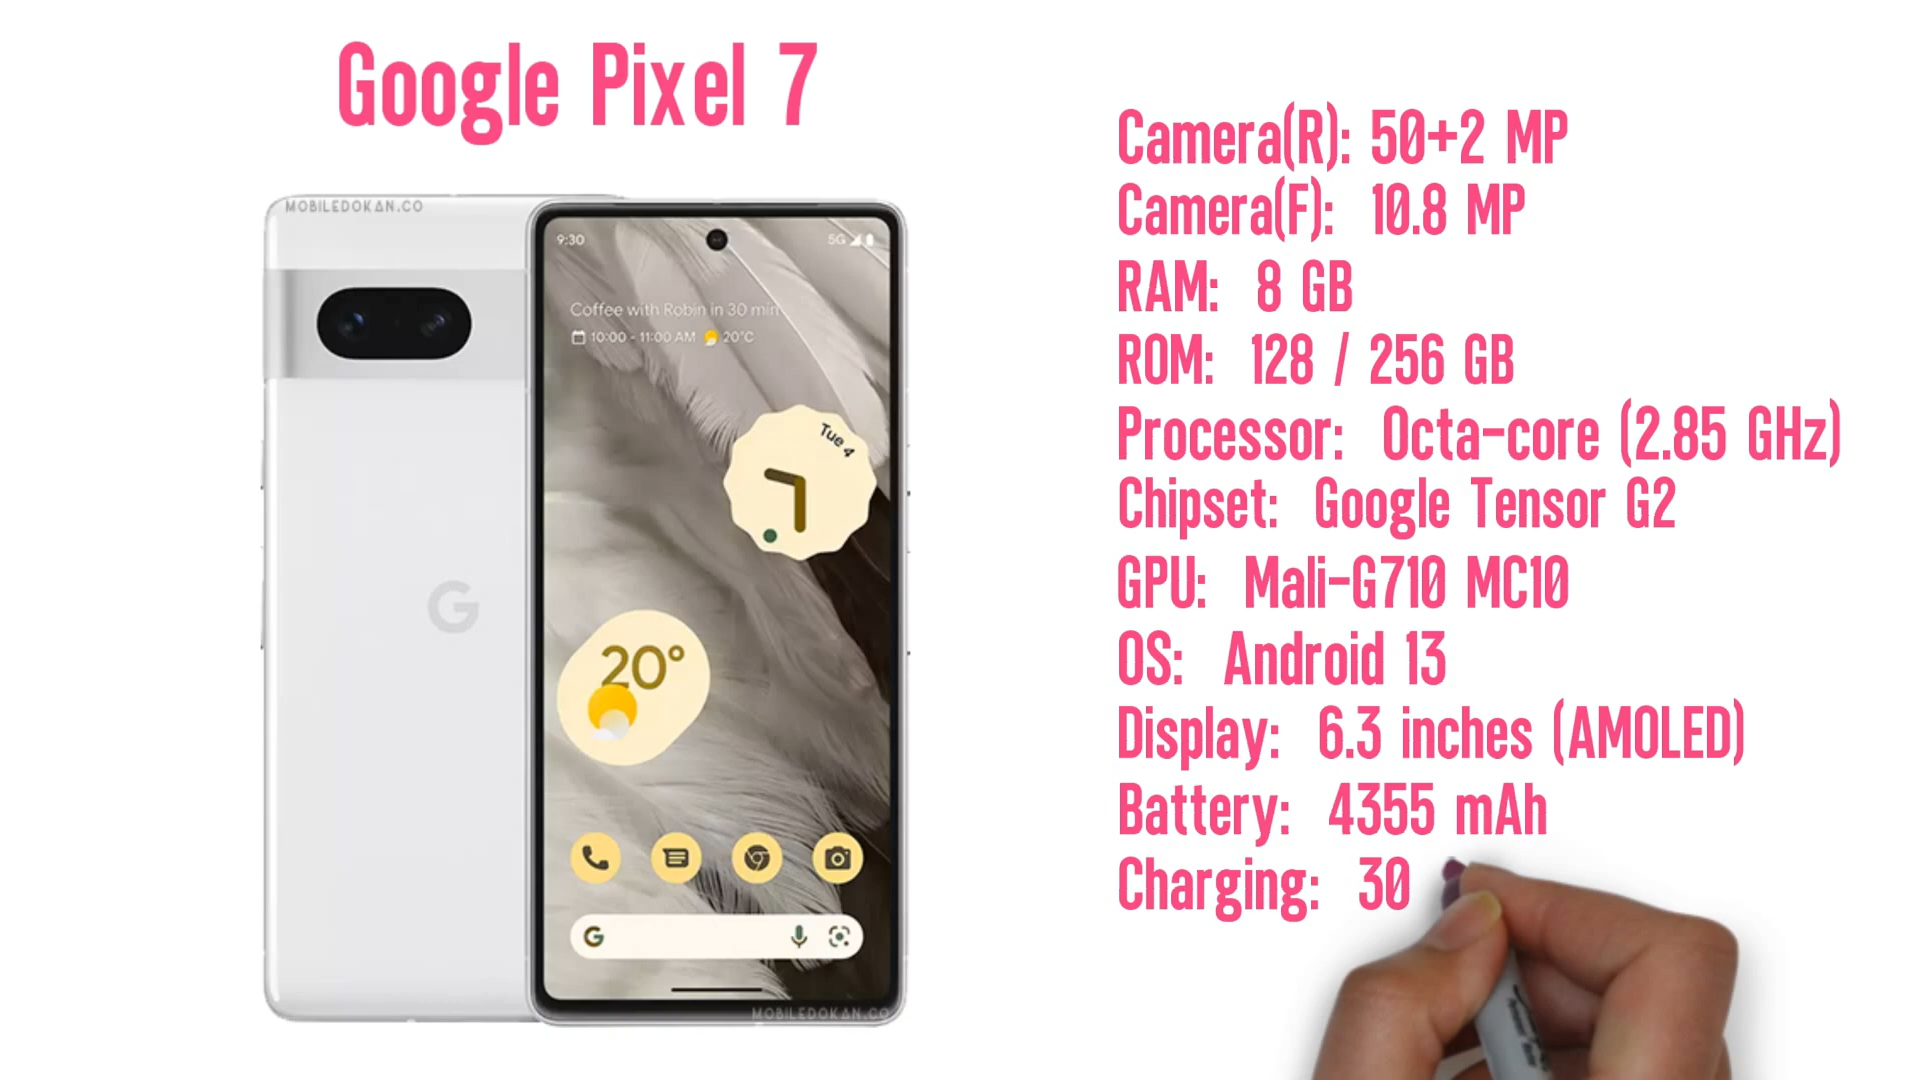 Google Pixel 7
MOBILEDOKAN.CO
9:30
5G
Coffee with Robin in 30 min
10:00 - 11:00 AM 20°C
Tue 4
G
20°
G
MOBILEDOKAN.CO
Camera(R): 50+2 MP
Camera(F): 10.8 MP
RAM: 8 GB
ROM: 128 / 256 GB
Processor: Octa-core (2.85 GHz)
Chipset: Google Tensor G2
GPU: Mali-G710 MC10
OS: Android 13
Display: 6.3 inches (AMOLED)
Battery: 4355 mAh
Charging: 30